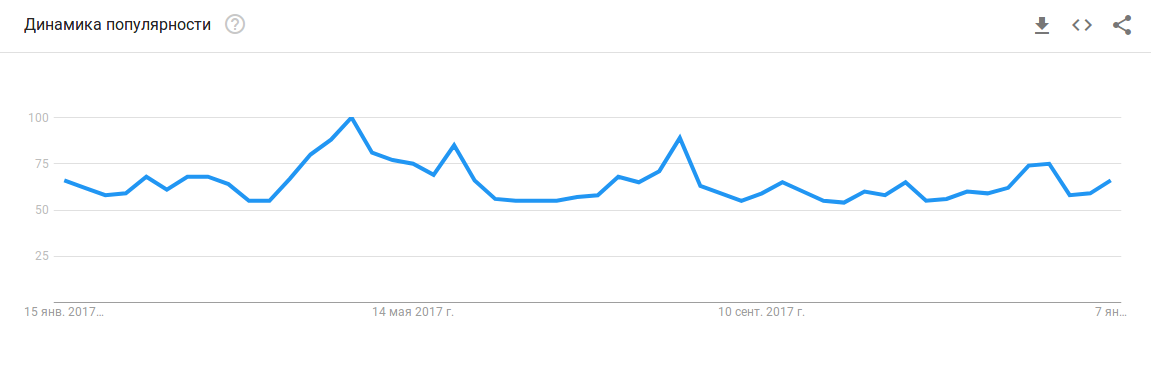 Динамика популярности ?
100
75
50
25
15 янв. 2017…
14 мая 2017 г.
10 сент. 2017 г.
7 ян…